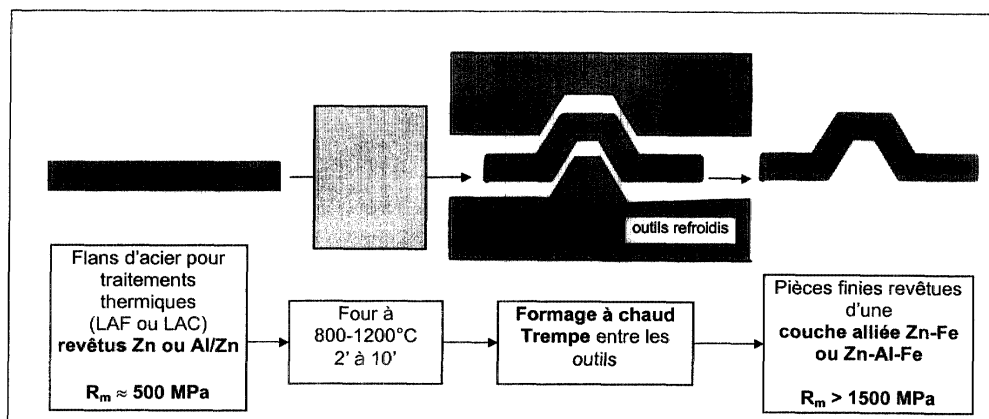 outils refroidis
Flans d'acier pour
traitements
thermiques
(LAF ou LAC)
revêtus Zn ou Al/Zn
Rm ≈ 500 MPa
Four à
800-1200°C
2' à 10'
Formage à chaud
Trempe entre les
outils
Pièces finies revêtues
d'une
couche alliée Zn-Fe
ou Zn-Al-Fe
Rm > 1500 MPa